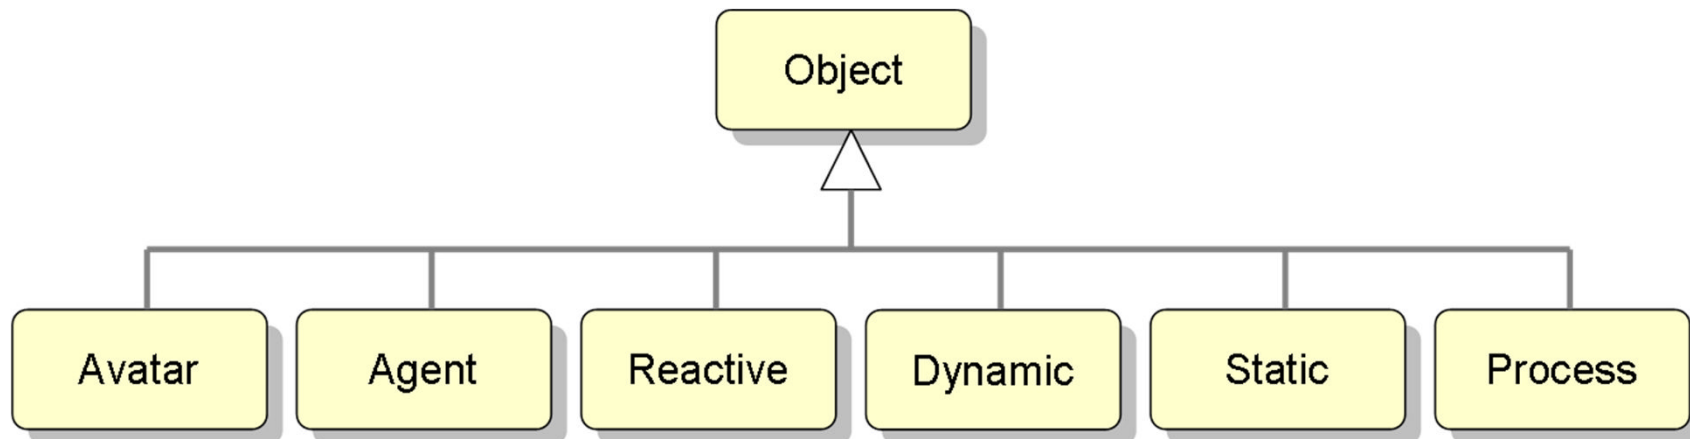 Object
Avatar
Agent
Reactive
Dynamic
Static
Process